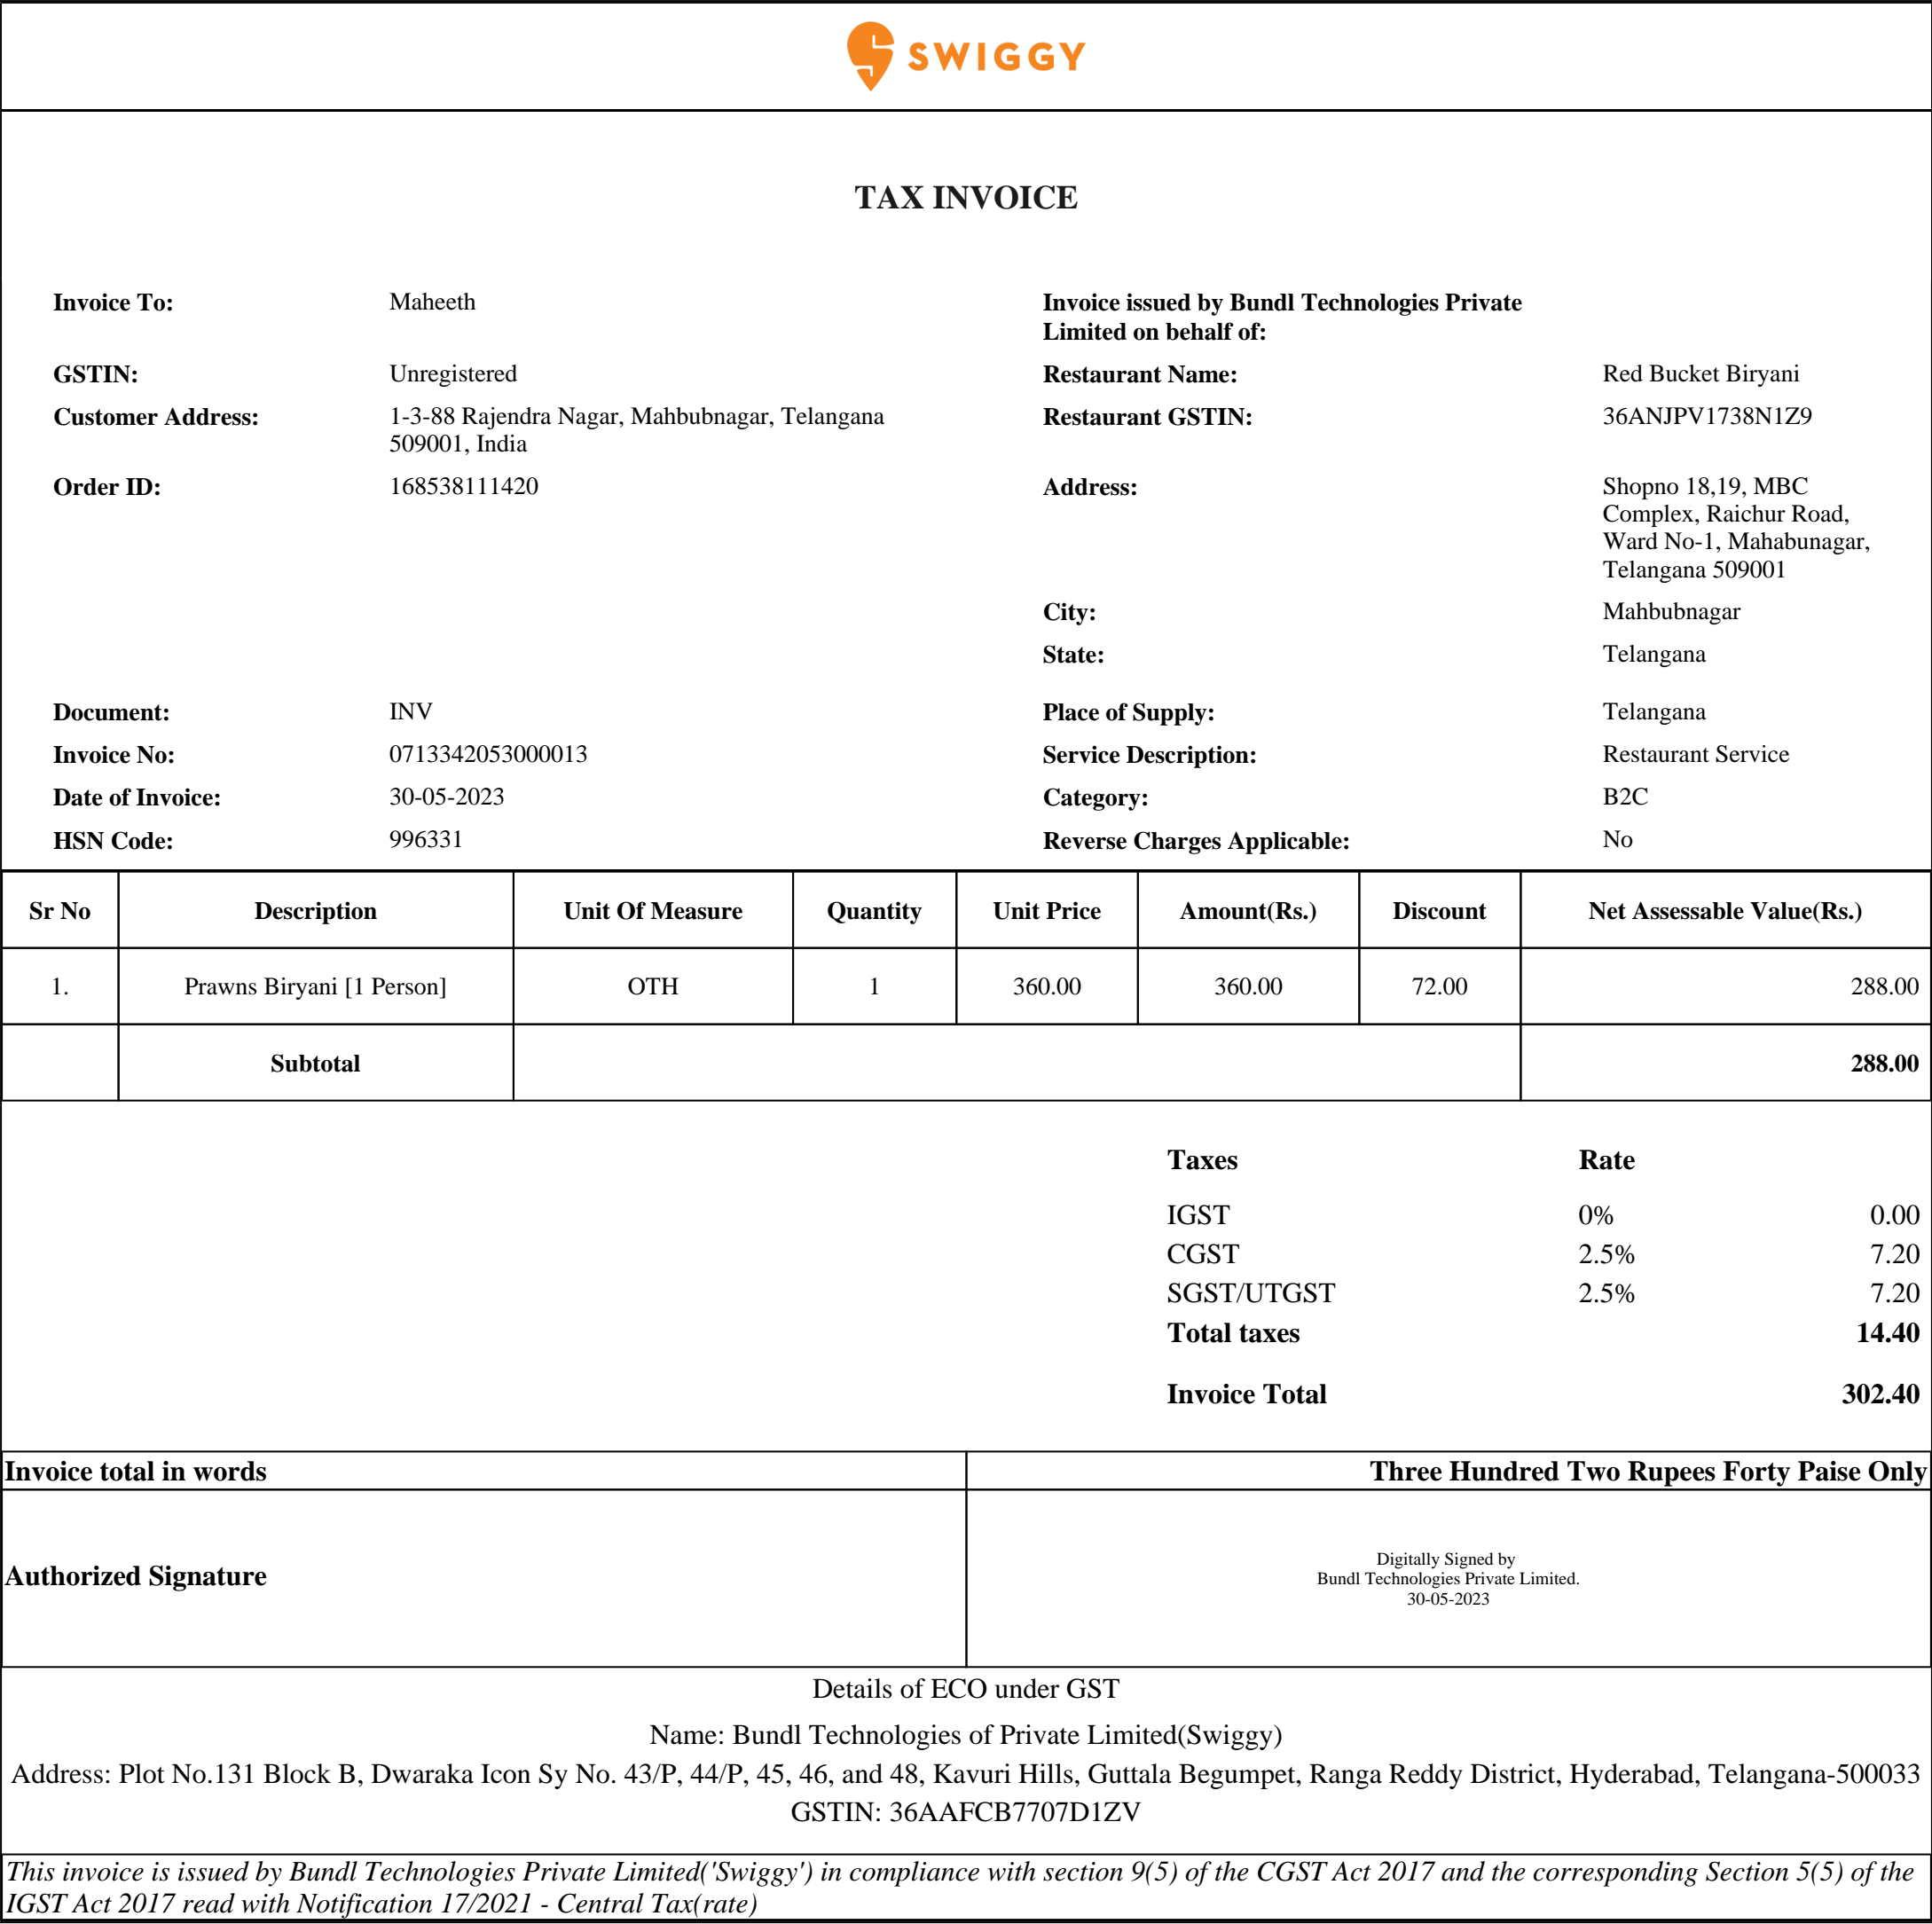 SWIGGY
TAX INVOICE
Invoice To: Maheeth
Invoice issued by Bundl Technologies Private
Limited on behalf of:
GSTIN: Unregistered
Restaurant Name: Red Bucket Biryani
Customer Address: 1-3-88 Rajendra Nagar, Mahbubnagar, Telangana
509001, India
Restaurant GSTIN: 36ANJPV1738N1Z9
Order ID: 168538111420
Address: Shopno 18,19, MBC
Complex, Raichur Road,
Ward No-1, Mahabunagar,
Telangana 509001
City: Mahbubnagar
State: Telangana
Document: INV
Place of Supply: Telangana
Invoice No: 0713342053000013
Service Description: Restaurant Service
Date of Invoice: 30-05-2023
Category: B2C
HSN Code: 996331
Reverse Charges Applicable: No
Sr No Description Unit Of Measure Quantity Unit Price Amount(Rs.) Discount Net Assessable Value(Rs.)
1. Prawns Biryani [1 Person] OTH 1 360.00 360.00 72.00 288.00
Subtotal 288.00
Taxes Rate
IGST 0% 0.00
CGST 2.5% 7.20
SGST/UTGST 2.5% 7.20
Total taxes 14.40
Invoice Total 302.40
Invoice total in words Three Hundred Two Rupees Forty Paise Only
Authorized Signature
Digitally Signed by
Bundl Technologies Private Limited.
30-05-2023
Details of ECO under GST
Name: Bundl Technologies of Private Limited(Swiggy)
Address: Plot No.131 Block B, Dwaraka Icon Sy No. 43/P, 44/P, 45, 46, and 48, Kavuri Hills, Guttala Begumpet, Ranga Reddy District, Hyderabad, Telangana-500033
GSTIN: 36AAFCB7707D1ZV
This invoice is issued by Bundl Technologies Private Limited('Swiggy') in compliance with section 9(5) of the CGST Act 2017 and the corresponding Section 5(5) of the
IGST Act 2017 read with Notification 17/2021 - Central Tax(rate)